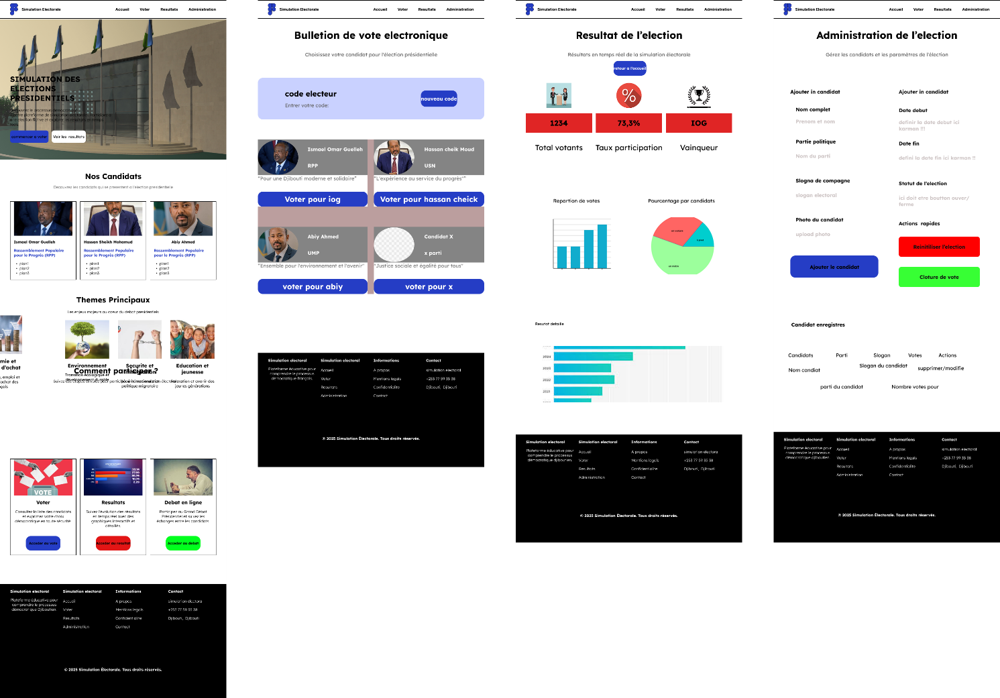 Simulation Electorale
Accueil Voter Resultats Administration
SIMULATION DES
ELECTIONS
PRESIDENTIELS
commencer a voter Voir les resultats
Nos Candidats
Decouvrez les candidats qui se presentent a l'election presidentielle
Ismael Omar Guelleh
Rassemblement Populaire
pour le Progrès (RPP)
• plan1
• plan2
• plan3
Hassan Sheikh Mohamud
Rassemblement Populaire
pour le Progrès (RPP)
• plan1
• plan2
• plan3
Abiy Ahmed
Rassemblement Populaire
pour le Progrès (RPP)
• plan1
• plan2
• plan3
Themes Principaux
Les enjeux majeurs au coeur du debat presidentiels
mie et
d'achat
, emploi et
achat des
çais
Environnement
Transition écologique et
développement durable
Securite et
immigration
politique migratoire
Education et
jeunesse
Formation et avenir des
jeunes générations
Comment participer ?
VOTE
Voter
Consultez la liste des candidats
et exprimez votre choix
démocratique en toute sécurité
Acceder au vote
Resultats
Suivez l'évolution des résultats
en temps réel avec des
graphiques interactifs et
détaillés
Acceder au resultat
Debat en ligne
Participez au Grand Débat
Présidentiel et suivez les
échanges entre les candidats
Acceder au debat
Simulation electoral
Plateforme éducative pour
comprendre le processus
démocratique Djiboutien.
Simulation electoral
Accueil
Voter
Resultats
Administration
Informations
A propos
Mentions legals
Confidentialite
Contact
Contact
simulation electora
+253 77 59 35 38
Djibouti, Djibouti
© 2025 Simulation Électorale. Tous droits réservés.
Simulation Electorale
Accueil Voter Resultats Administration
Bulletion de vote electronique
Choisissez votre candidat pour l'élection présidentielle
code electeur
Entrer votre code:
nouveau code
Ismael Omar Guelleh
RPP
"Pour une Djibouti moderne et solidaire"
Voter pour iog
Hassan cheik Moud
USN
"L'expérience au service du progrès""
Voter pour hassan cheick
Abiy Ahmed
UMP
"Ensemble pour l'environnement et l'avenir"
voter pour abiy
Candidat X
x parti
"Justice sociale et égalité pour tous"
voter pour x
Simulation electoral
Plateforme éducative pour
comprendre le processus
démocratique français.
Simulation electoral
Accueil
Voter
Resultats
Administration
Informations
A propos
Mentions legals
Confidentialite
Contact
Contact
simulation electoral
+253 77 59 35 38
Djibouti, Djibouti
© 2025 Simulation Électorale. Tous droits réservés.
Simulation Electorale
Accueil Voter Resultats Administration
Resultat de l'election
Résultats en temps réel de la simulation électorale
retour a l'accueil
%
1234 73,3% IOG
Total votants Taux participation Vainqueur
Repartion de votes
Pourcentage par candidats
Resutat detaille
2024
2023
2022
2021
Simulation electoral
Plateforme éducative pour
comprendre le processus
démocratique djiboutien.
Simulation electoral
Accueil
Voter
Resultats
Administration
Informations
A propos
Mentions legals
Confidentialite
Contact
Contact
simulation electora
+253 77 59 35 38
Djibouti, Djibouti
© 2025 Simulation Électorale. Tous droits réservés.
Simulation Electorale
Accueil Voter Resultats Administration
Administration de l'election
Gérez les candidats et les paramètres de l'élection
Ajouter in candidat
Nom complet
Prenom et nom
Partie politique
Nom du parti
Slogna de compagne
slogan electoral
Photo du candidat
upload photo
Ajouter le candidat
Ajouter in candidat
Date debut
definir la date debut ici
karman !!!
Date fin
defini la date fin ici karman !!
Statut de l'election
ici doit etre bouttan ouver/
ferme
Actions rapides
Reinitiliser l'election
Cloture de vote
Candidat enregistres
Candidats Parti Slogan Votes Actions
Nom candiat Slogan du candidat supprimer/modifie
parti du candidat Nombre votes pour
Simulation electoral
Plateforme éducative pour
comprendre le processus
démocratique djboutien.
Simulation electoral
Accueil
Voter
Resultats
Administration
Informations
A propos
Mentions legals
Confidentialite
Contact
Contact
simulation electoral
+253 77 59 35 38
Djibouti, Djibouti
© 2025 Simulation Électorale. Tous droits réservés.